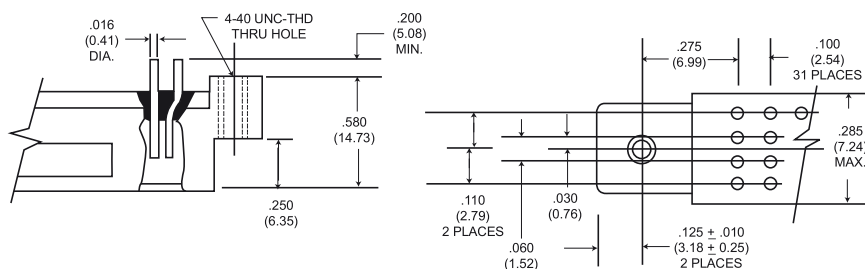 .016
(0.41)
DIA.
4-40 UNC-THD
THRU HOLE
.200
(5.08)
MIN.
.580
(14.73)
.250
(6.35)
.275
(6.99)
.100
(2.54)
31 PLACES
.285
(7.24)
MAX.
.110
(2.79)
2 PLACES
.030
(0.76)
.060
(1.52)
.125 ± .010
(3.18 ± 0.25)
2 PLACES